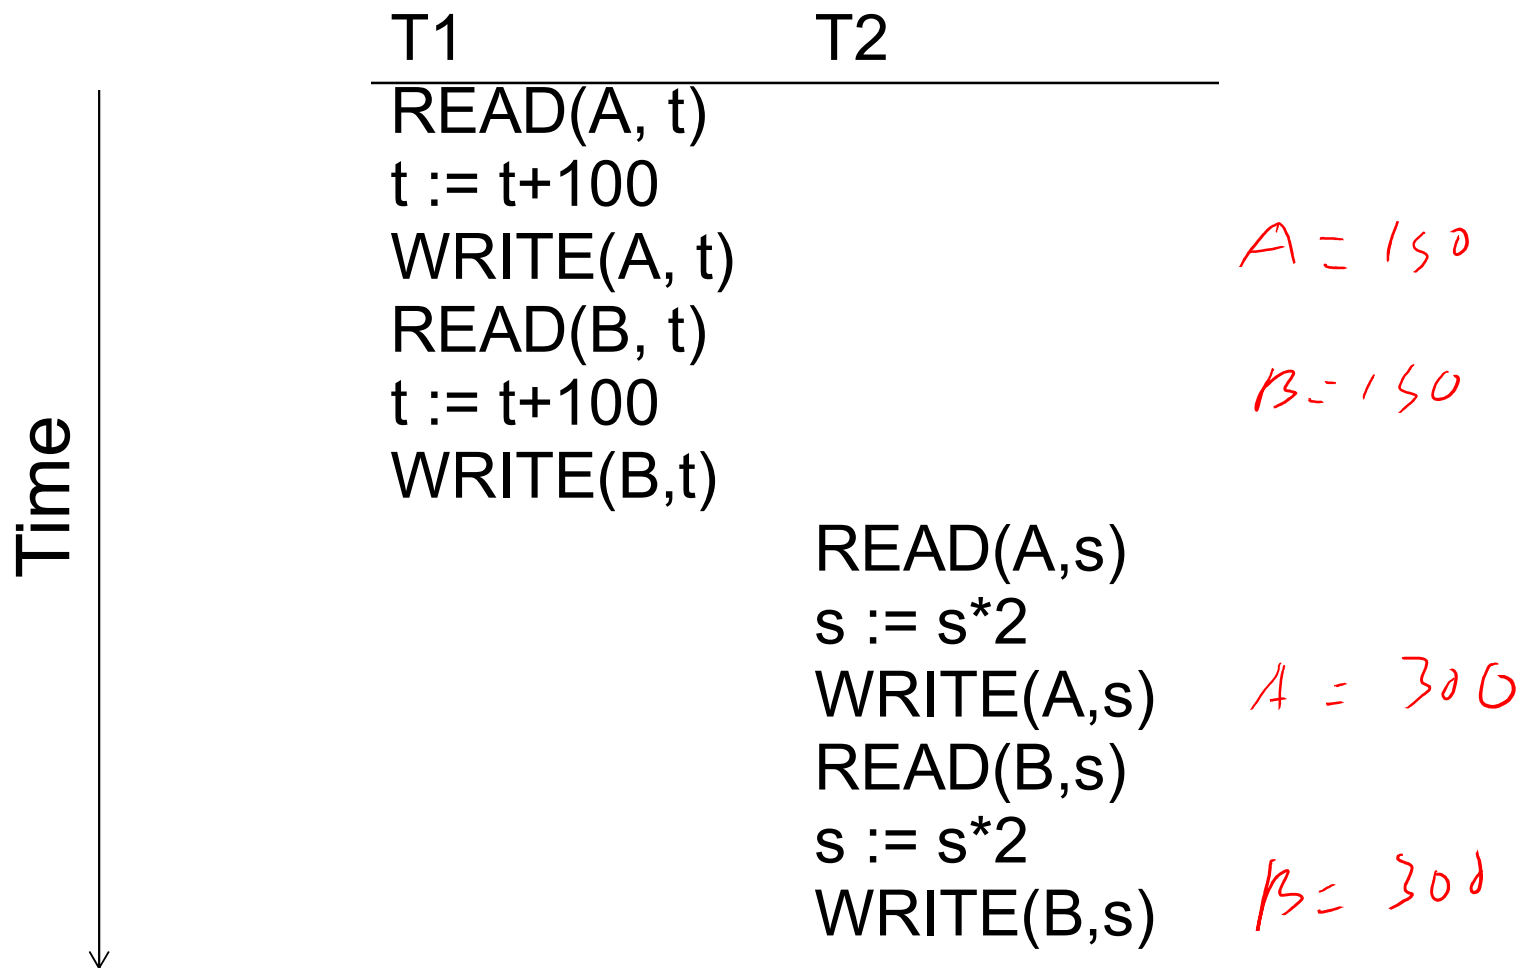 T1 T2
READ(A, t)
t := t+100
WRITE(A, t) A = 150
READ(B, t)
t := t+100 B = 150
WRITE(B,t)
Time
READ(A,s)
s := s*2
WRITE(A,s) A = 300
READ(B,s)
s := s*2
WRITE(B,s) B = 300